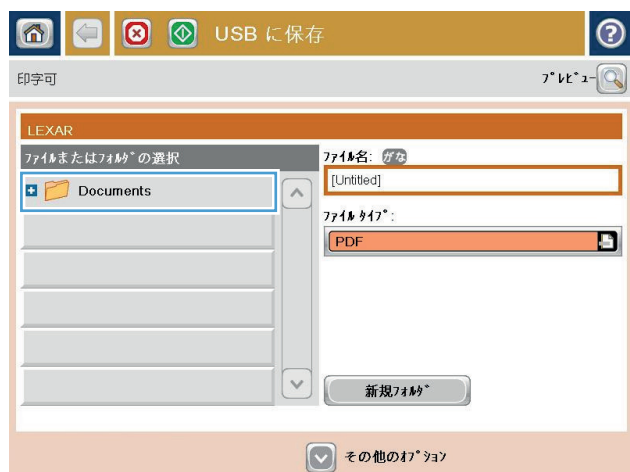 USB に保存
?
印字可
ﾌﾟﾚﾋﾞｭｰ
LEXAR
ﾌｧｲﾙまたはﾌｫﾙﾀﾞの選択
Documents
ﾌｧｲﾙ名: がな
[Untitled]
ﾌｧｲﾙ ﾀｲﾌﾟ:
PDF
新規ﾌｫﾙﾀﾞ
その他のｵﾌﾟｼｮﾝ